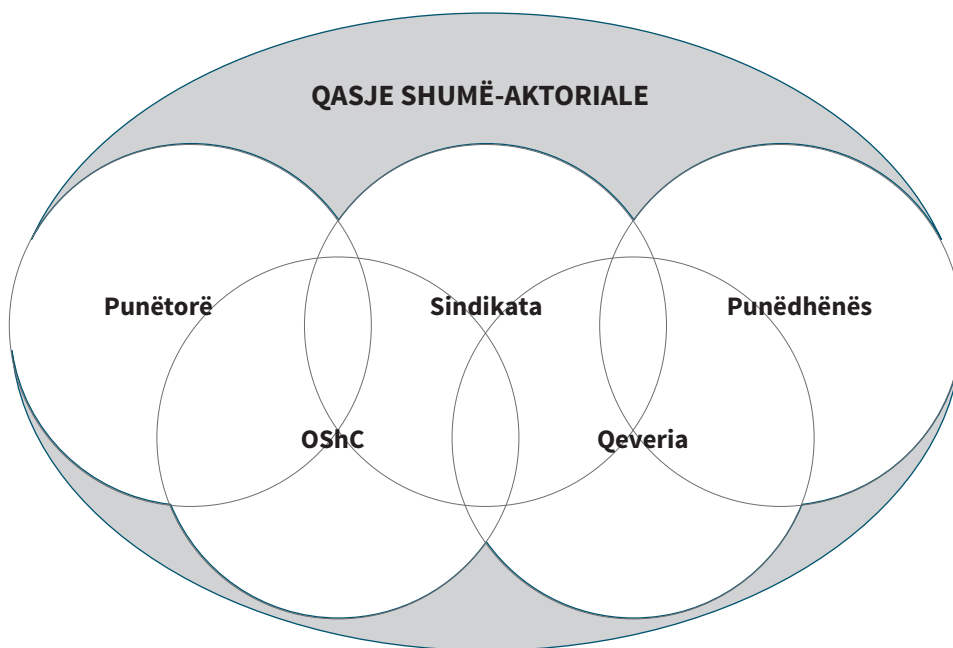 QASJE SHUMË-AKTORIALE
Punëtorë
Sindikata
Punëdhënës
OShC
Qeveria